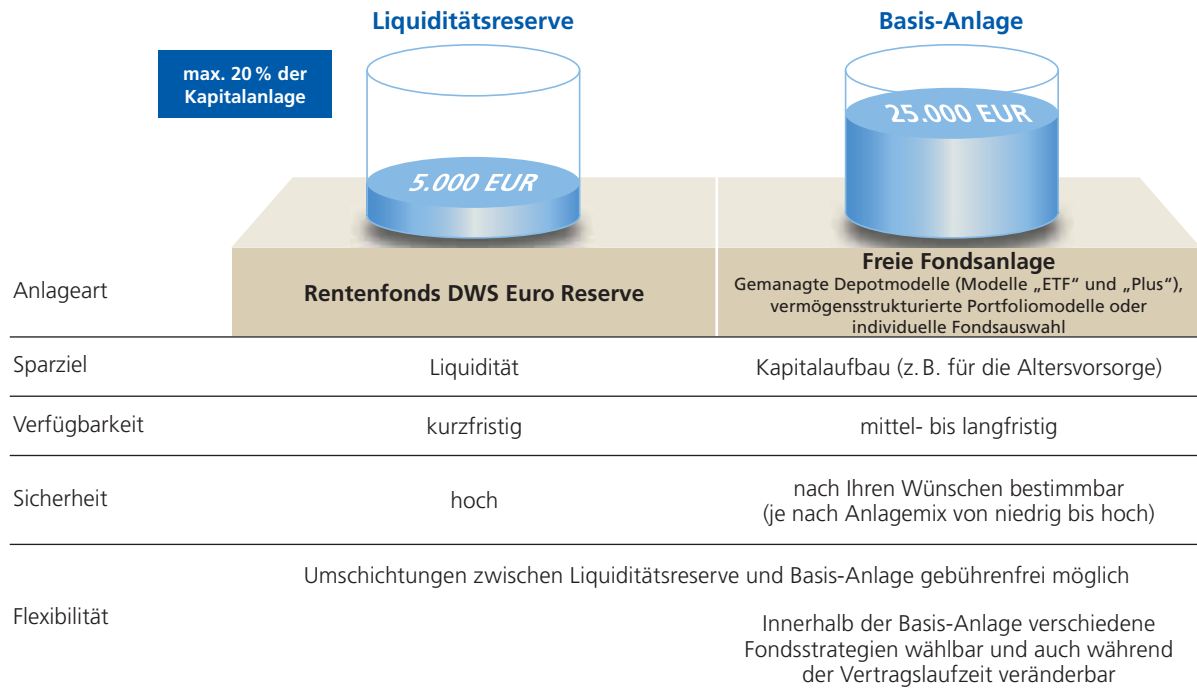 Liquiditätsreserve
Basis-Anlage
max. 20 % der
Kapitalanlage
5.000 EUR
25.000 EUR
Anlageart
Rentenfonds DWS Euro Reserve
Freie Fondsanlage
Gemanagte Depotmodelle (Modelle „ETF“ und „Plus“),
vermögensstrukturierte Portfoliomodelle oder
individuelle Fondsauswahl
Sparziel
Liquidität
Kapitalaufbau (z. B. für die Altersvorsorge)
Verfügbarkeit
kurzfristig
mittel- bis langfristig
Sicherheit
hoch
nach Ihren Wünschen bestimmbar
(je nach Anlagemix von niedrig bis hoch)
Flexibilität
Umschichtungen zwischen Liquiditätsreserve und Basis-Anlage gebührenfrei möglich
Innerhalb der Basis-Anlage verschiedene
Fondsstrategien wählbar und auch während
der Vertragslaufzeit veränderbar